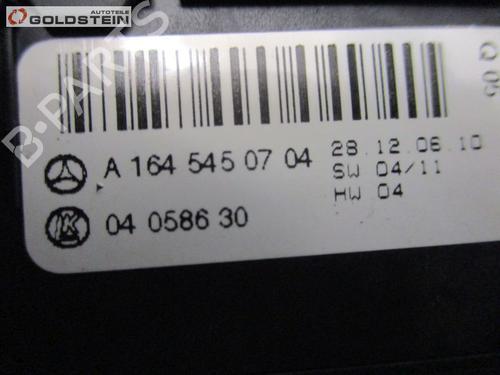 AUTOTEILE
GOLDSTEIN
B-PARTS
A 164 545 07 04
28.12.06.10
SW 04/11
HW 04
K
04 0586 30